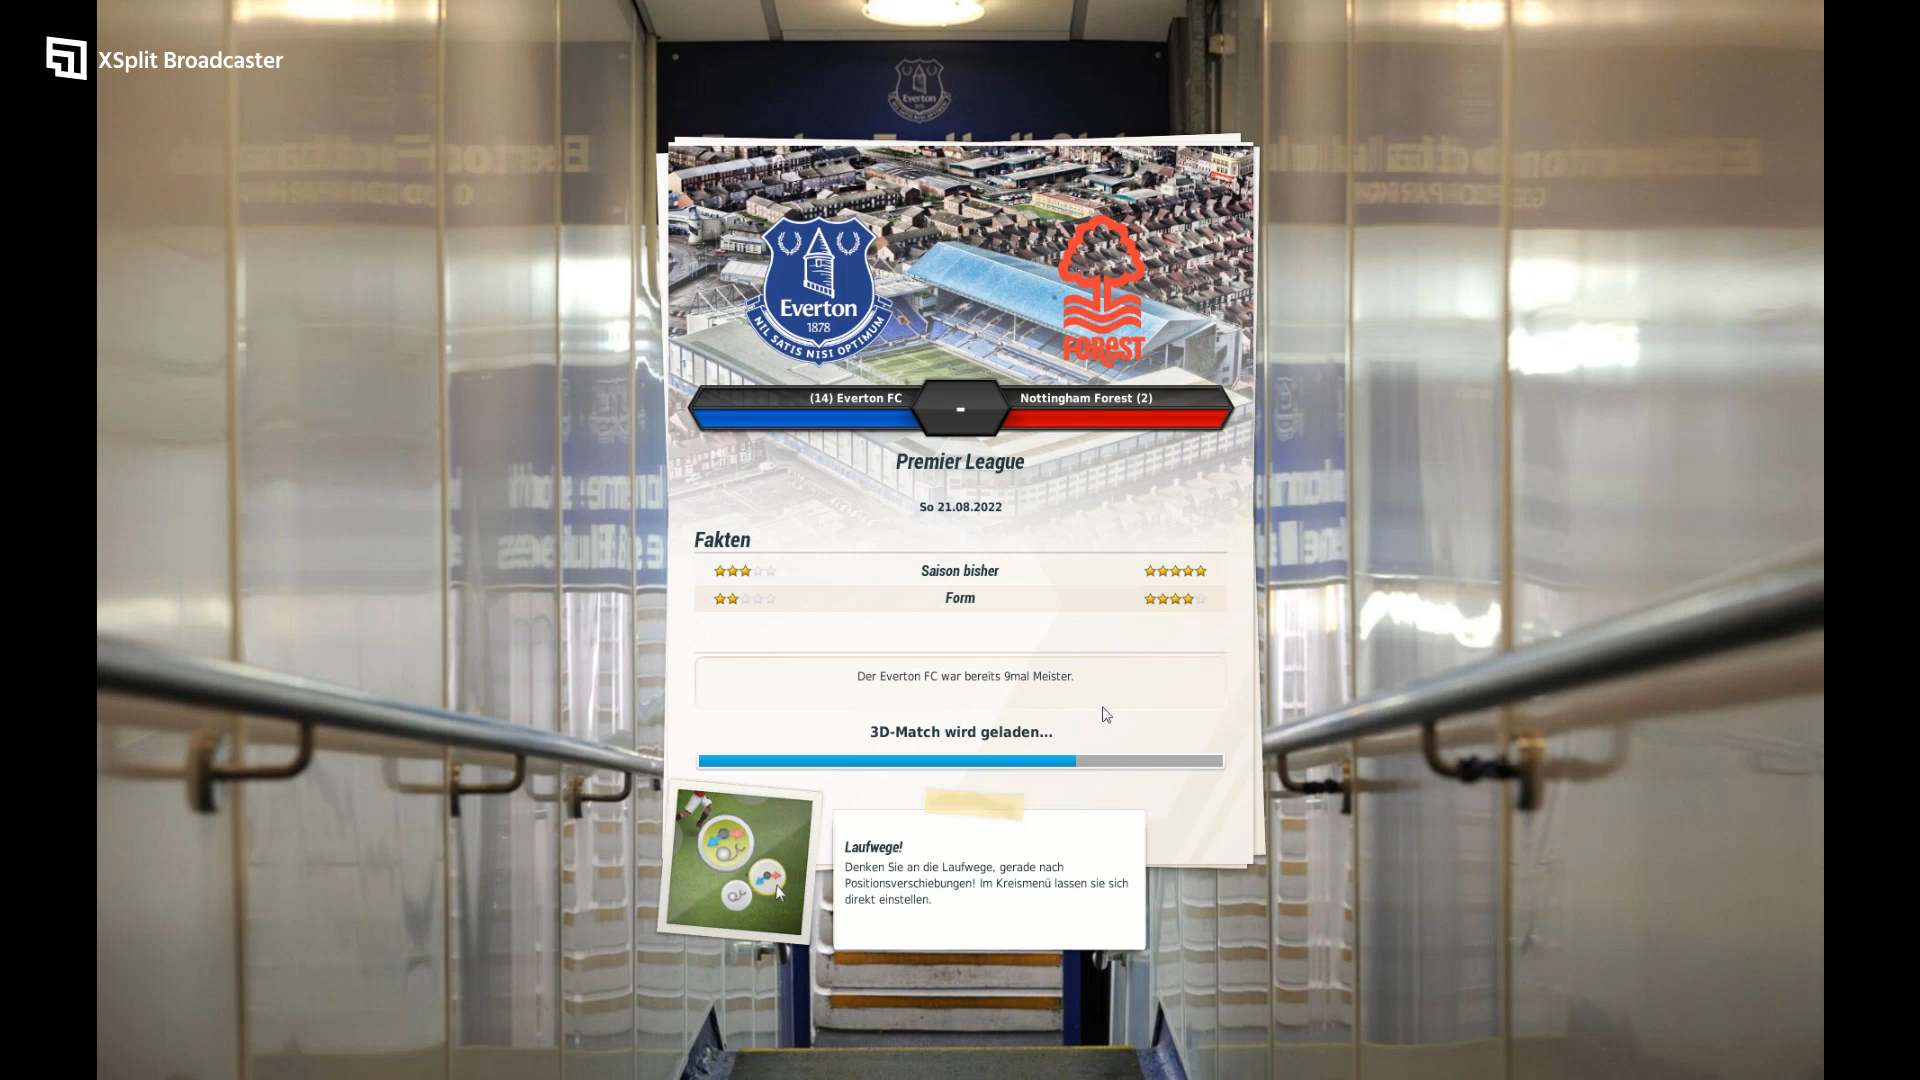 XSplit Broadcaster
Everton
Everton
1878
NIL SATIS NISI OPTIMUM
FOREST
(14) Everton FC
-
Nottingham Forest (2)
Premier League
So 21.08.2022
Fakten
Saison bisher
Form
Der Everton FC war bereits 9mal Meister.
3D-Match wird geladen...
Laufwege!
Denken Sie an die Laufwege, gerade nach
Positionsverschiebungen! Im Kreismenü lassen sie sich
direkt einstellen.